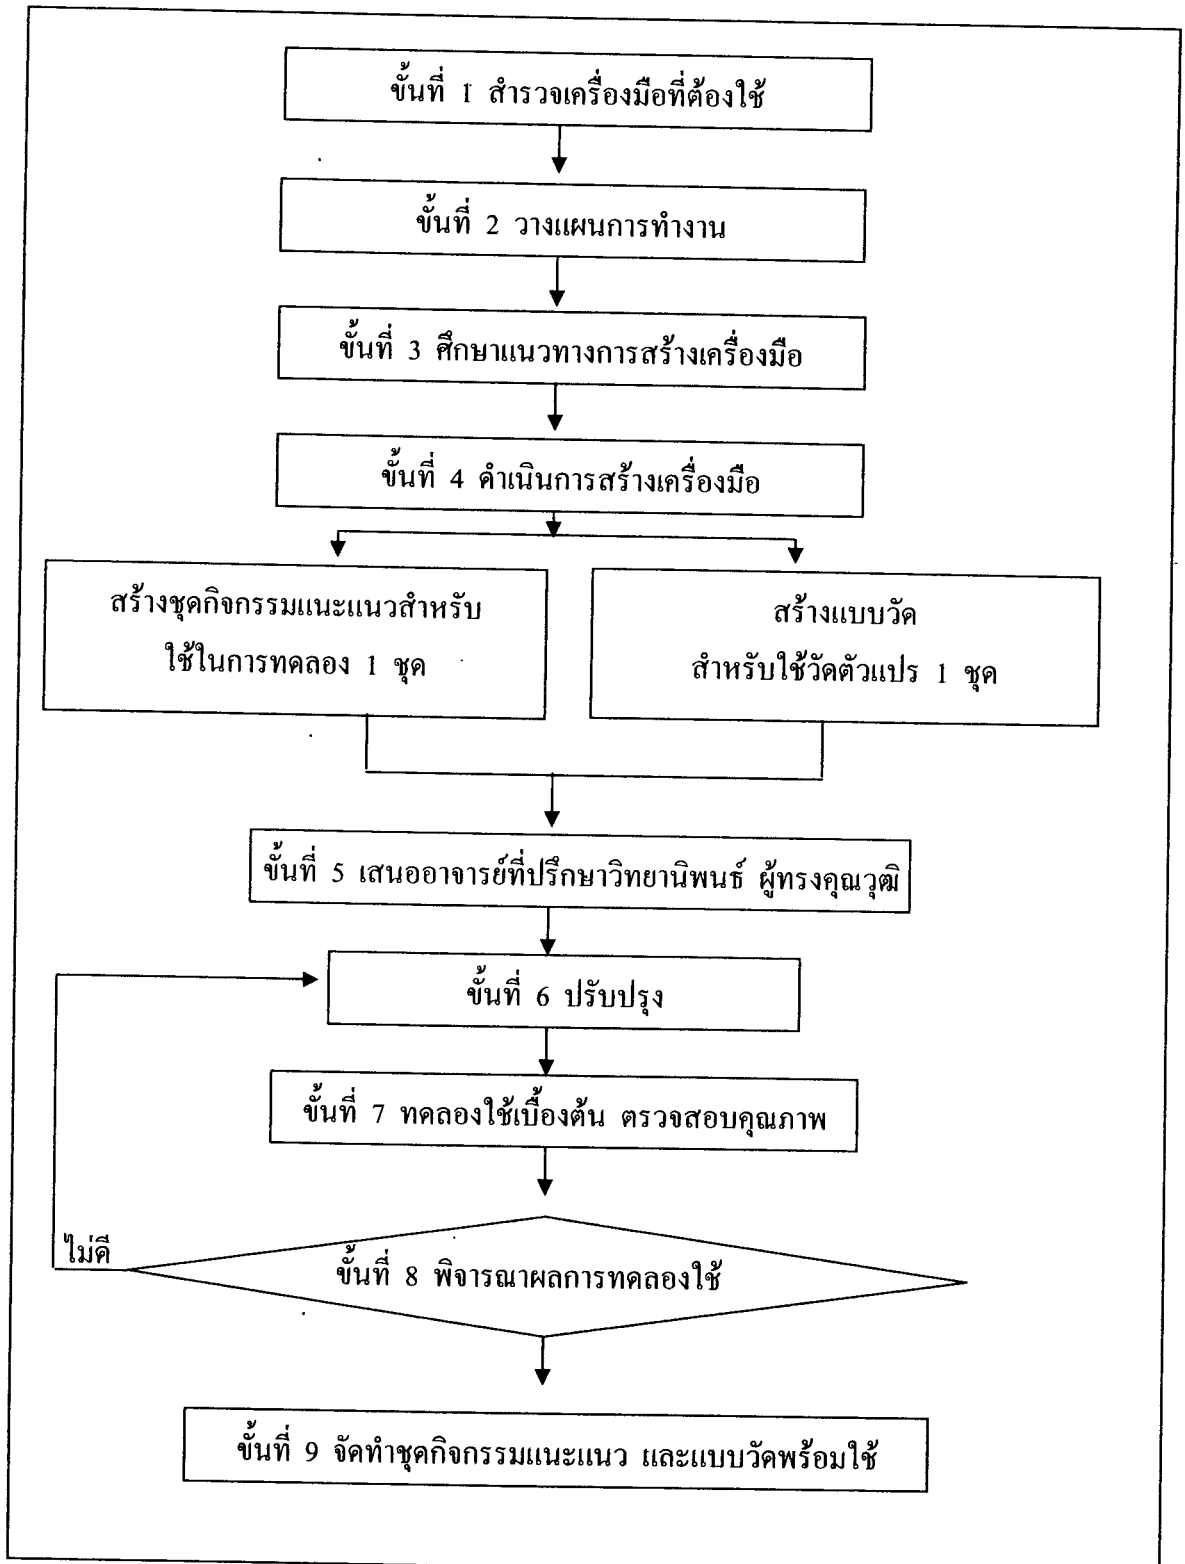 ขั้นที่ 1 สำรวจเครื่องมือที่ต้องใช้
ขั้นที่ 2 วางแผนการทำงาน
ขั้นที่ 3 ศึกษาแนวทางการสร้างเครื่องมือ
ขั้นที่ 4 ดำเนินการสร้างเครื่องมือ
สร้างชุดกิจกรรมแนะแนวสำหรับ
ใช้ในการทดลอง 1 ชุด
สร้างแบบวัด
สำหรับใช้วัดตัวแปร 1 ชุด
ขั้นที่ 5 เสนออาจารย์ที่ปรึกษาวิทยานิพนธ์ ผู้ทรงคุณวุฒิ
ขั้นที่ 6 ปรับปรุง
ขั้นที่ 7 ทดลองใช้เบื้องต้น ตรวจสอบคุณภาพ
ไม่ดี
ขั้นที่ 8 พิจารณาผลการทดลองใช้
ขั้นที่ 9 จัดทำชุดกิจกรรมแนะแนว และแบบวัดพร้อมใช้